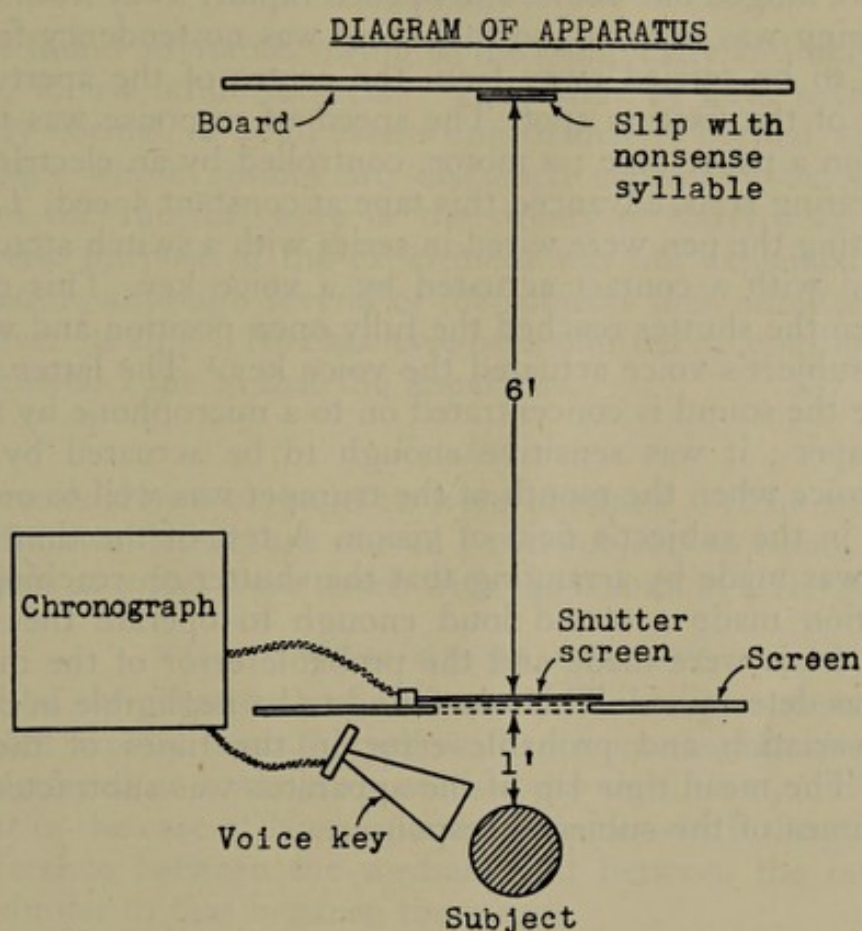 DIAGRAM OF APPARATUS
Board
Slip with
nonsense
syllable
6'
Chronograph
Shutter
screen
Screen
1'
Voice key
Subject